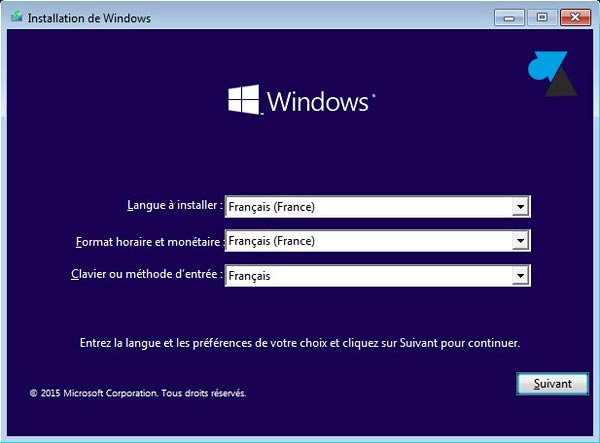 Installation de Windows
Windows
Langue à installer : Français (France)
Format horaire et monétaire : Français (France)
Clavier ou méthode d'entrée : Français
Entrez la langue et les préférences de votre choix et cliquez sur Suivant pour continuer.
© 2015 Microsoft Corporation. Tous droits réservés.
Suivant